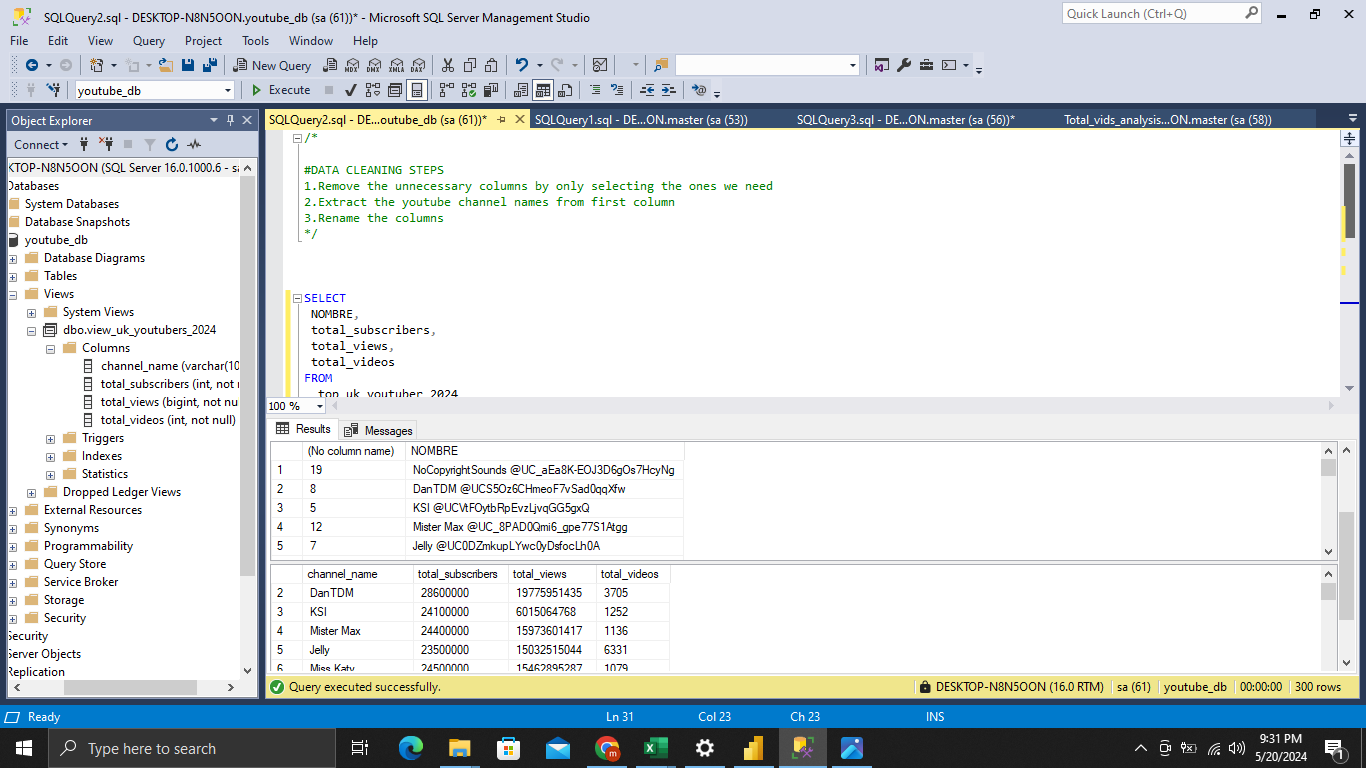 SQLQuery2.sql - DESKTOP-N8N5OON.youtube_db (sa (61))* - Microsoft SQL Server Management Studio
Quick Launch (Ctrl+Q)
File Edit View Query Project Tools Window Help
New Query MDX DMX XMLA DAX
youtube_db Execute
Object Explorer
Connect
KTOP-N8N5OON (SQL Server 16.0.1000.6 - sa
Databases
System Databases
Database Snapshots
youtube_db
Database Diagrams
Tables
Views
System Views
dbo.view_uk_youtubers_2024
Columns
channel_name (varchar(10
total_subscribers (int, not
total_views (bigint, not nu
total_videos (int, not null)
Triggers
Indexes
Statistics
Dropped Ledger Views
External Resources
Synonyms
Programmability
Query Store
Service Broker
Storage
Security
Security
Server Objects
Replication
SQLQuery2.sql - DE...outube_db (sa (61))* SQLQuery1.sql - DE...ON.master (sa (53)) SQLQuery3.sql - DE...ON.master (sa (56))* Total_vids_analysis...ON.master (sa (58))
/*
#DATA CLEANING STEPS
1.Remove the unnecessary columns by only selecting the ones we need
2.Extract the youtube channel names from first column
3.Rename the columns
*/
SELECT
NOMBRE,
total_subscribers,
total_views,
total_videos
FROM
top_uk_youtuber_2024
100 %
Results Messages
(No column name) NOMBRE
1 19 NoCopyrightSounds @UC_aEa8K-EOJ3D6gOs7HcyNg
2 8 DanTDM @UCS5Oz6CHmeoF7vSad0qqXfw
3 5 KSI @UCVtFOytbRpEvzLjvqGG5gxQ
4 12 Mister Max @UC_8PAD0Qmi6_gpe77S1Atgg
5 7 Jelly @UC0DZmkupLYwc0yDsfocLh0A
channel_name total_subscribers total_views total_videos
2 DanTDM 28600000 19775951435 3705
3 KSI 24100000 6015064768 1252
4 Mister Max 24400000 15973601417 1136
5 Jelly 23500000 15032515044 6331
6 Miss Katy 24500000 15462895287 1079
Query executed successfully. DESKTOP-N8N5OON (16.0 RTM) sa (61) youtube_db 00:00:00 300 rows
Ready Ln 31 Col 23 Ch 23 INS
Type here to search
9:31 PM
5/20/2024
1